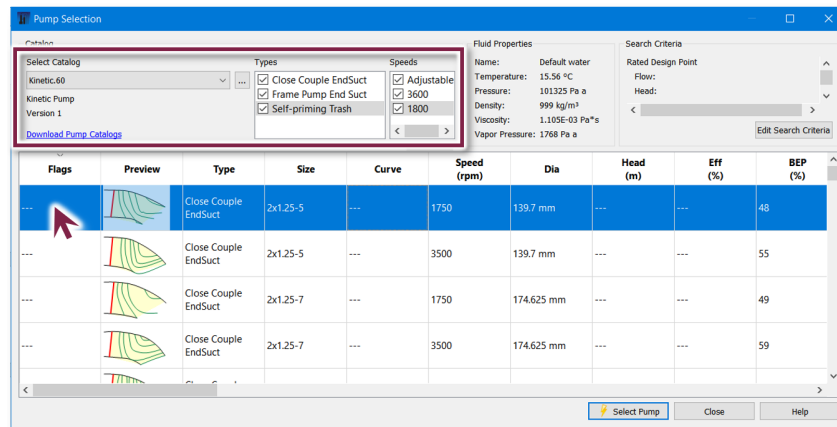 Pump Selection
Catalog
Select Catalog
Kinetic.60
...
Kinetic Pump
Version 1
Download Pump Catalogs
Types
Close Couple EndSuct
Frame Pump End Suct
Self-priming Trash
Speeds
Adjustable
3600
1800
Fluid Properties
Name: Default water
Temperature: 15.56 ºC
Pressure: 101325 Pa a
Density: 999 kg/m³
Viscosity: 1.105E-03 Pa*s
Vapor Pressure: 1768 Pa a
Search Criteria
Rated Design Point
Flow:
Head:
Edit Search Criteria
Flags Preview Type Size Curve Speed (rpm) Dia Head (m) Eff (%) BEP (%)
--- Close Couple EndSuct 2x1.25-5 --- 1750 139.7 mm --- --- 48
--- Close Couple EndSuct 2x1.25-5 --- 3500 139.7 mm --- --- 55
--- Close Couple EndSuct 2x1.25-7 --- 1750 174.625 mm --- --- 49
--- Close Couple EndSuct 2x1.25-7 --- 3500 174.625 mm --- --- 59
Select Pump Close Help